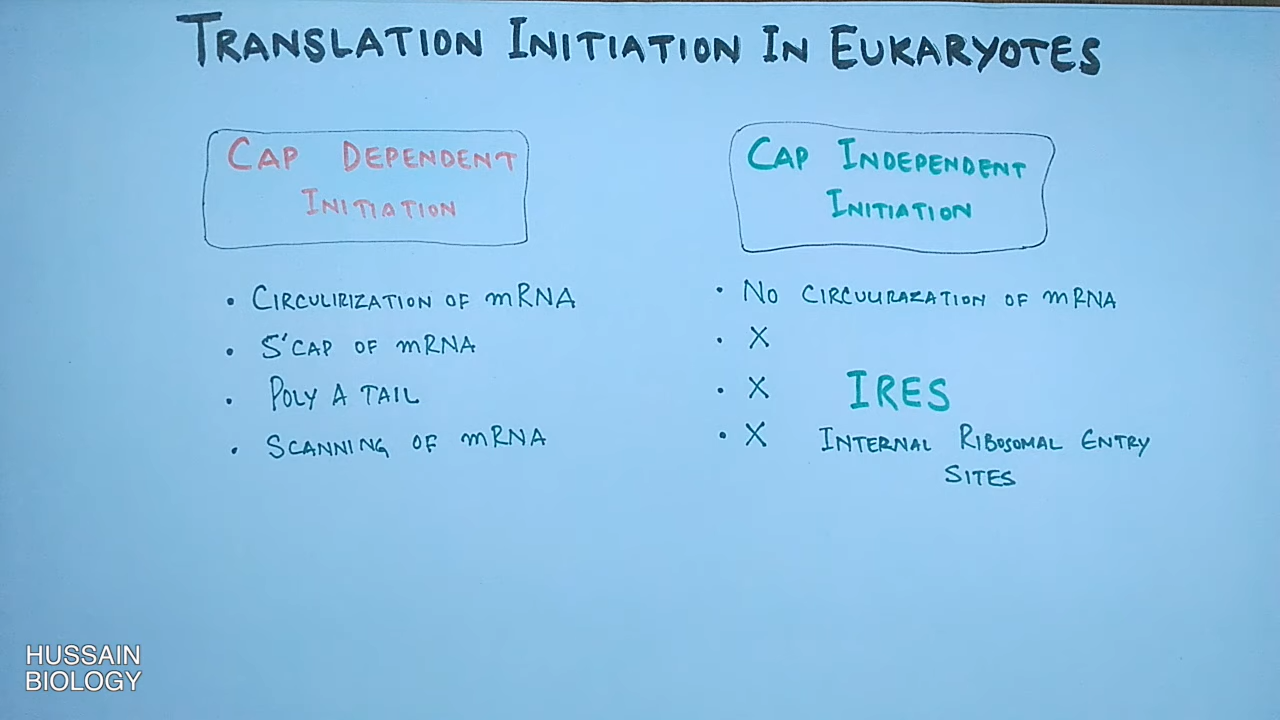 TRANSLATION INITIATION IN EUKARYOTES
CAP DEPENDENT
INITIATION
• CIRCULIRIZATION OF mRNA
• 5'CAP OF mRNA
• POLY A TAIL
• SCANNING OF mRNA
CAP INDEPENDENT
INITIATION
• NO CIRCULIRAZATION OF mRNA
• X
• X
• X
IRES
INTERNAL RIBOSOMAL ENTRY
SITES
HUSSAIN
BIOLOGY